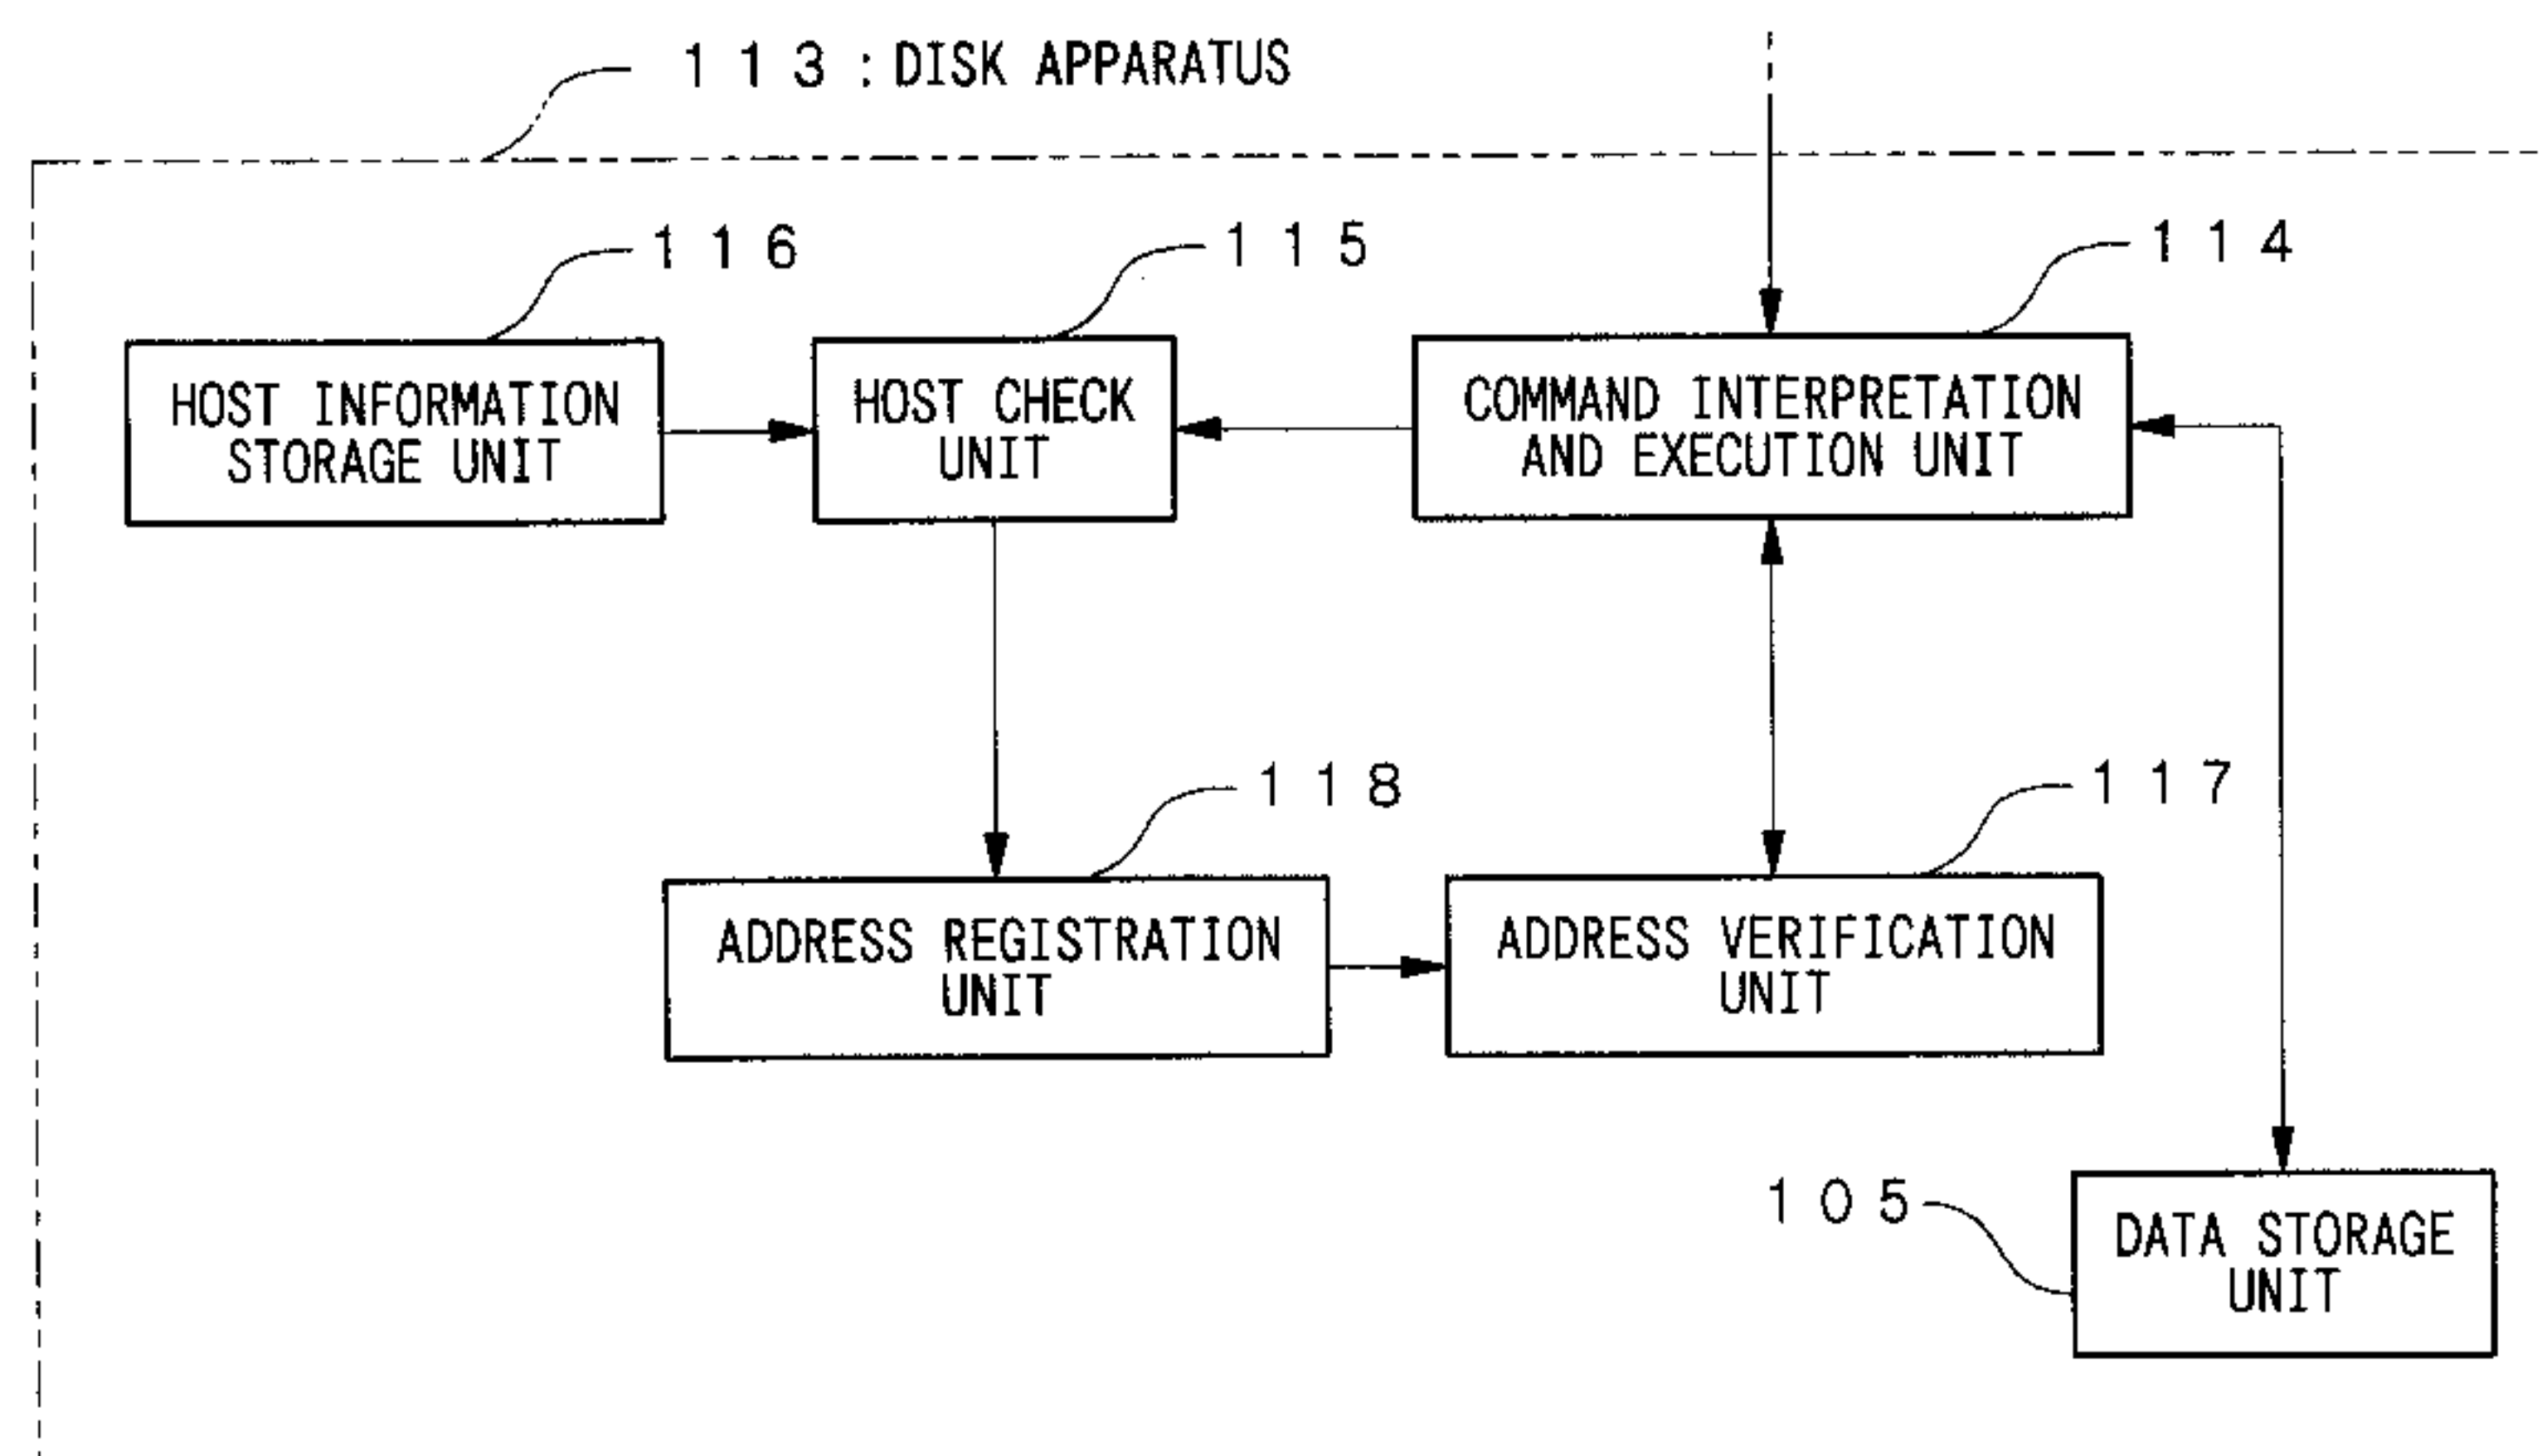 113 : DISK APPARATUS
116
115
114
HOST INFORMATION
STORAGE UNIT
HOST CHECK
UNIT
COMMAND INTERPRETATION
AND EXECUTION UNIT
118
117
ADDRESS REGISTRATION
UNIT
ADDRESS VERIFICATION
UNIT
105
DATA STORAGE
UNIT